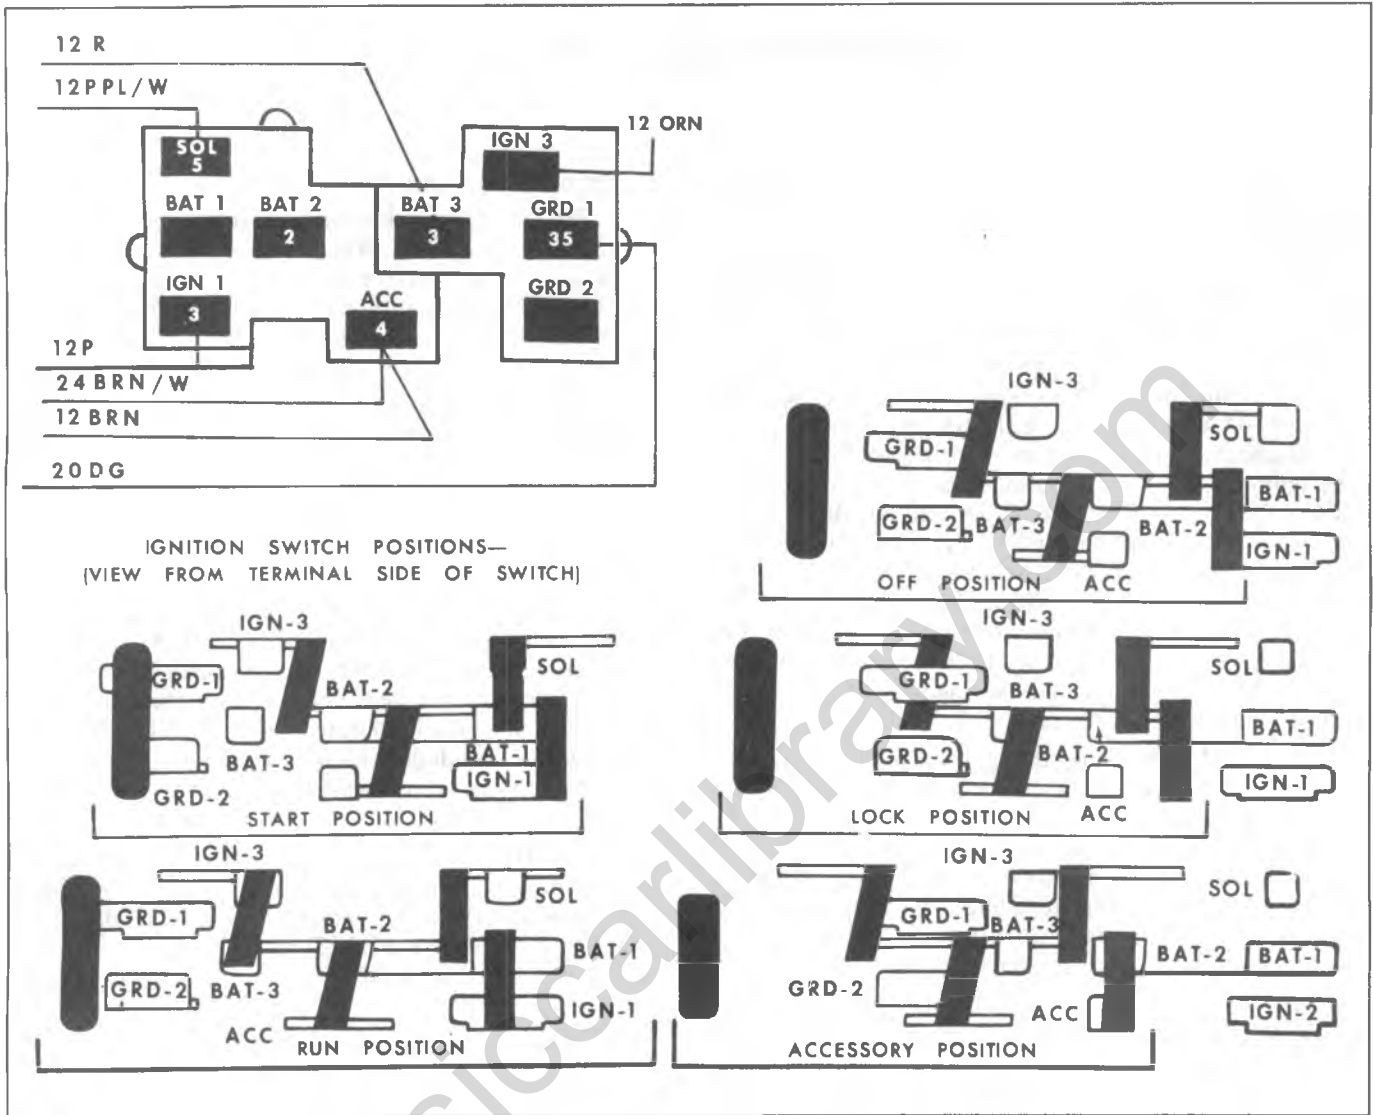 12 R
12 PPL/W
SOL
5
IGN 3
12 ORN
BAT 1
BAT 2
2
BAT 3
3
GRD 1
35
IGN 1
3
ACC
4
GRD 2
12P
24 BRN/W
12 BRN
20 DG
IGNITION SWITCH POSITIONS—
(VIEW FROM TERMINAL SIDE OF SWITCH)
IGN-3
GRD-1
SOL
GRD-2
BAT-3
BAT-2
BAT-1
IGN-1
OFF POSITION
ACC
IGN-3
GRD-1
BAT-2
SOL
BAT-3
BAT-1
IGN-1
GRD-2
START POSITION
IGN-3
GRD-1
BAT-3
SOL
GRD-2
BAT-2
BAT-1
IGN-1
LOCK POSITION
ACC
IGN-3
GRD-1
BAT-2
SOL
BAT-1
GRD-2
BAT-3
IGN-1
ACC
RUN POSITION
IGN-3
SOL
GRD-1
BAT-3
BAT-2
BAT-1
GRD-2
ACC
IGN-2
ACCESSORY POSITION
siccarlibrary.com